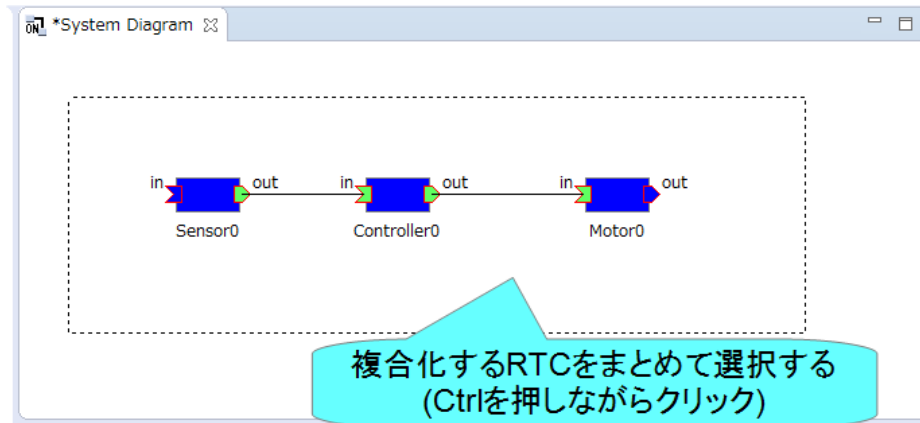 ON *System Diagram
in out in out in out
Sensor0 Controller0 Motor0
複合化するRTCをまとめて選択する
(Ctrlを押しながらクリック)